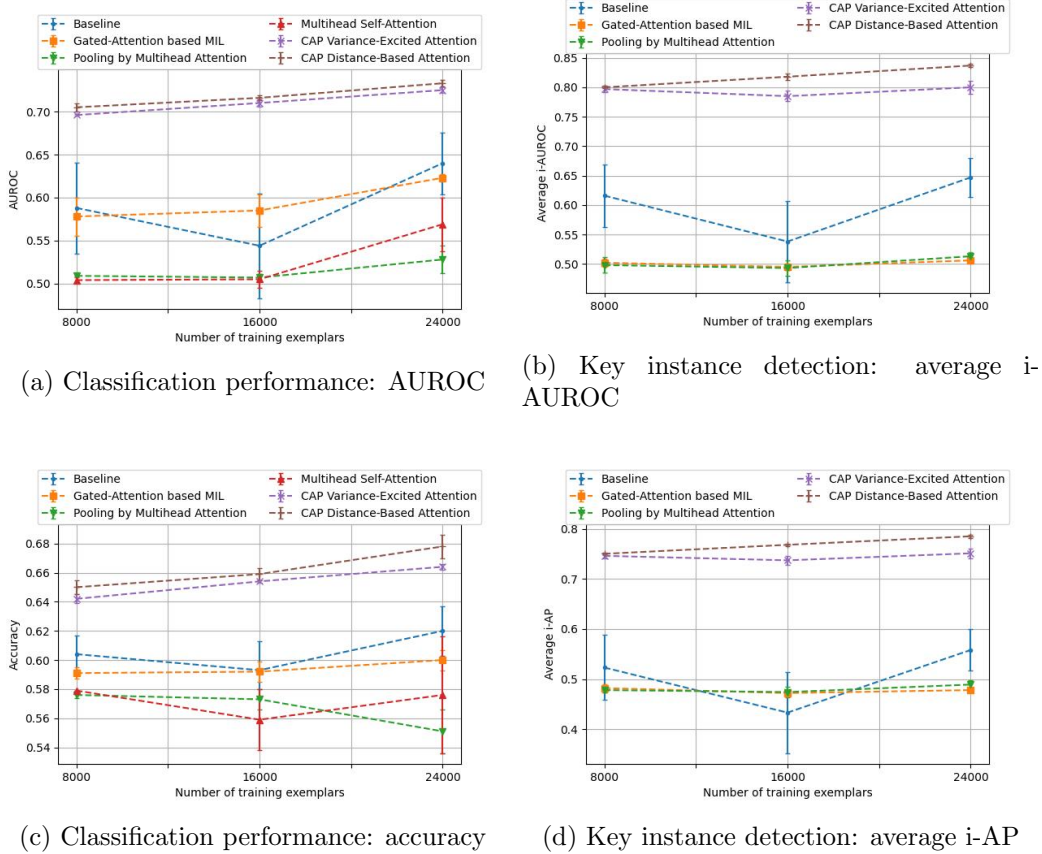 Baseline
Gated-Attention based MIL
Pooling by Multihead Attention
Multihead Self-Attention
CAP Variance-Excited Attention
CAP Distance-Based Attention
0.70
0.65
0.60
0.55
0.50
AUROC
8000
16000
24000
Number of training exemplars
(a) Classification performance: AUROC
Baseline
Gated-Attention based MIL
Pooling by Multihead Attention
CAP Variance-Excited Attention
CAP Distance-Based Attention
0.85
0.80
0.75
0.70
0.65
0.60
0.55
0.50
0.45
Average i-AUROC
8000
16000
24000
Number of training exemplars
(b) Key instance detection: average i-
AUROC
Baseline
Gated-Attention based MIL
Pooling by Multihead Attention
Multihead Self-Attention
CAP Variance-Excited Attention
CAP Distance-Based Attention
0.68
0.66
0.64
0.62
0.60
0.58
0.56
0.54
Accuracy
8000
16000
24000
Number of training exemplars
(c) Classification performance: accuracy
Baseline
Gated-Attention based MIL
Pooling by Multihead Attention
CAP Variance-Excited Attention
CAP Distance-Based Attention
0.8
0.7
0.6
0.5
0.4
Average i-AP
8000
16000
24000
Number of training exemplars
(d) Key instance detection: average i-AP